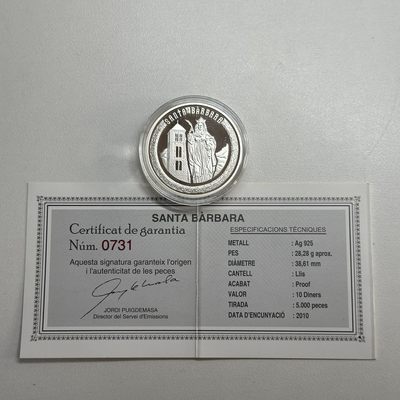 SANTA BÀRBARA
SANTA BÀRBARA
Certificat de garantia
Núm. 0731
Aquesta signatura garanteix l'origen
i l'autenticitat de les peces
JORDI PUIGDEMASA
Director del Servei d'Emissions
ESPECIFICACIONS TÈCNIQUES
METALL : Ag 925
PES : 28,28 g aprox.
DIÀMETRE : 38,61 mm
CANTELL : Llis
ACABAT : Proof
VALOR : 10 Diners
TIRADA : 5.000 peces
DATA D'ENCUNYACIÓ : 2010